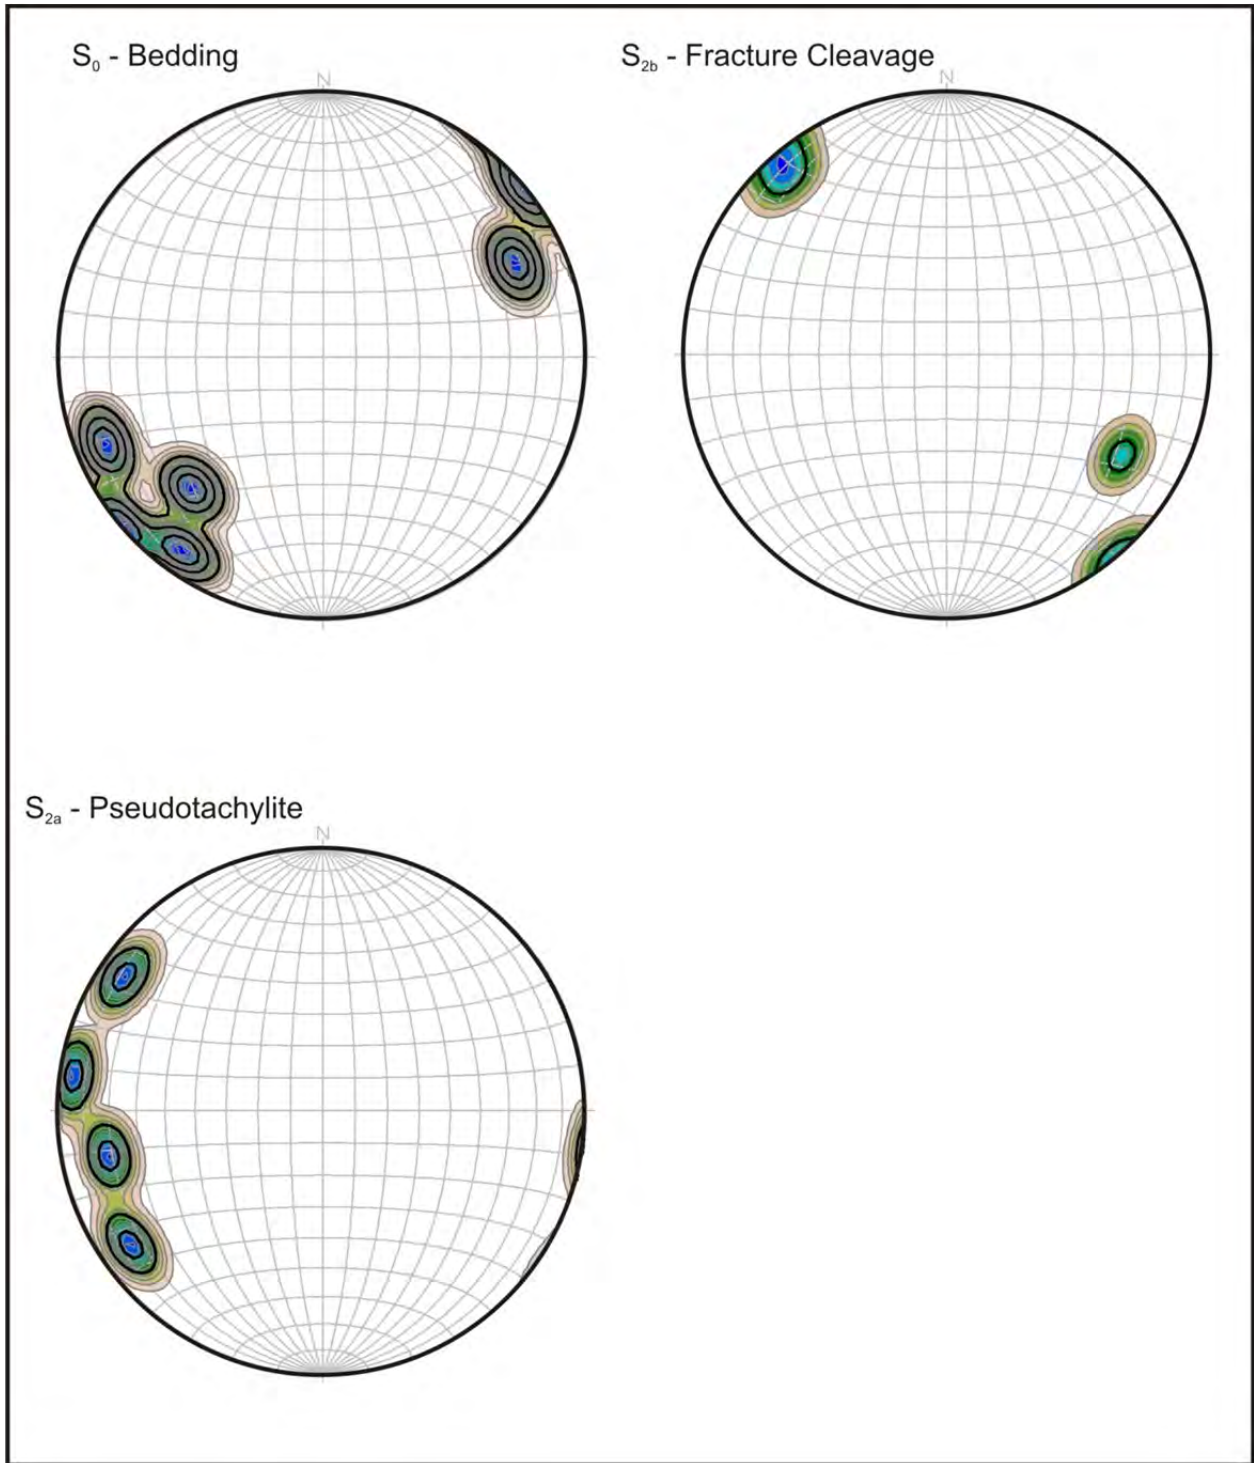 S₀ - Bedding
S₂b - Fracture Cleavage
N
N
S₂a - Pseudotachylite
N